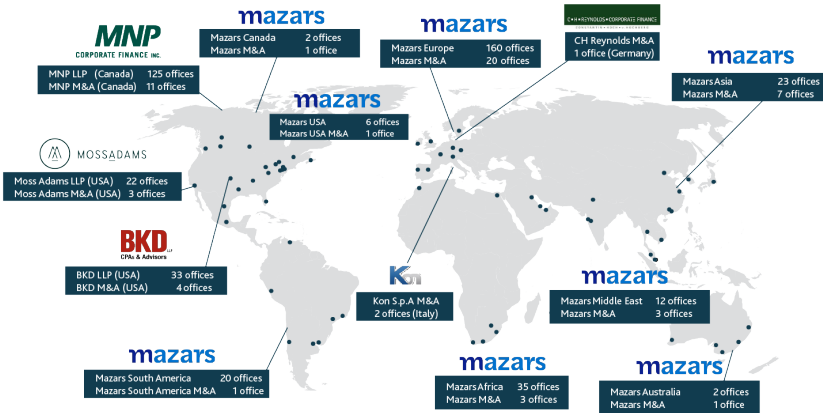 mazars
Mazars Canada 2 offices
Mazars M&A 1 office
MNP
CORPORATE FINANCE INC.
MNP LLP (Canada) 125 offices
MNP M&A (Canada) 11 offices
mazars
Mazars USA 6 offices
Mazars USA M&A 1 office
mazars
Mazars Europe 160 offices
Mazars M&A 20 offices
C•H•REYNOLDS•CORPORATE FINANCE
CH Reynolds M&A
1 office (Germany)
mazars
Mazars Asia 23 offices
Mazars M&A 7 offices
MOSSADAMS
Moss Adams LLP (USA) 22 offices
Moss Adams M&A (USA) 3 offices
BKD LLP
CPAs & Advisors
BKD LLP (USA) 33 offices
BKD M&A (USA) 4 offices
Kon
Kon S.p.A M&A
2 offices (Italy)
mazars
Mazars Middle East 12 offices
Mazars M&A 3 offices
mazars
Mazars South America 20 offices
Mazars South America M&A 1 office
mazars
Mazars Africa 35 offices
Mazars M&A 3 offices
mazars
Mazars Australia 2 offices
Mazars M&A 1 office